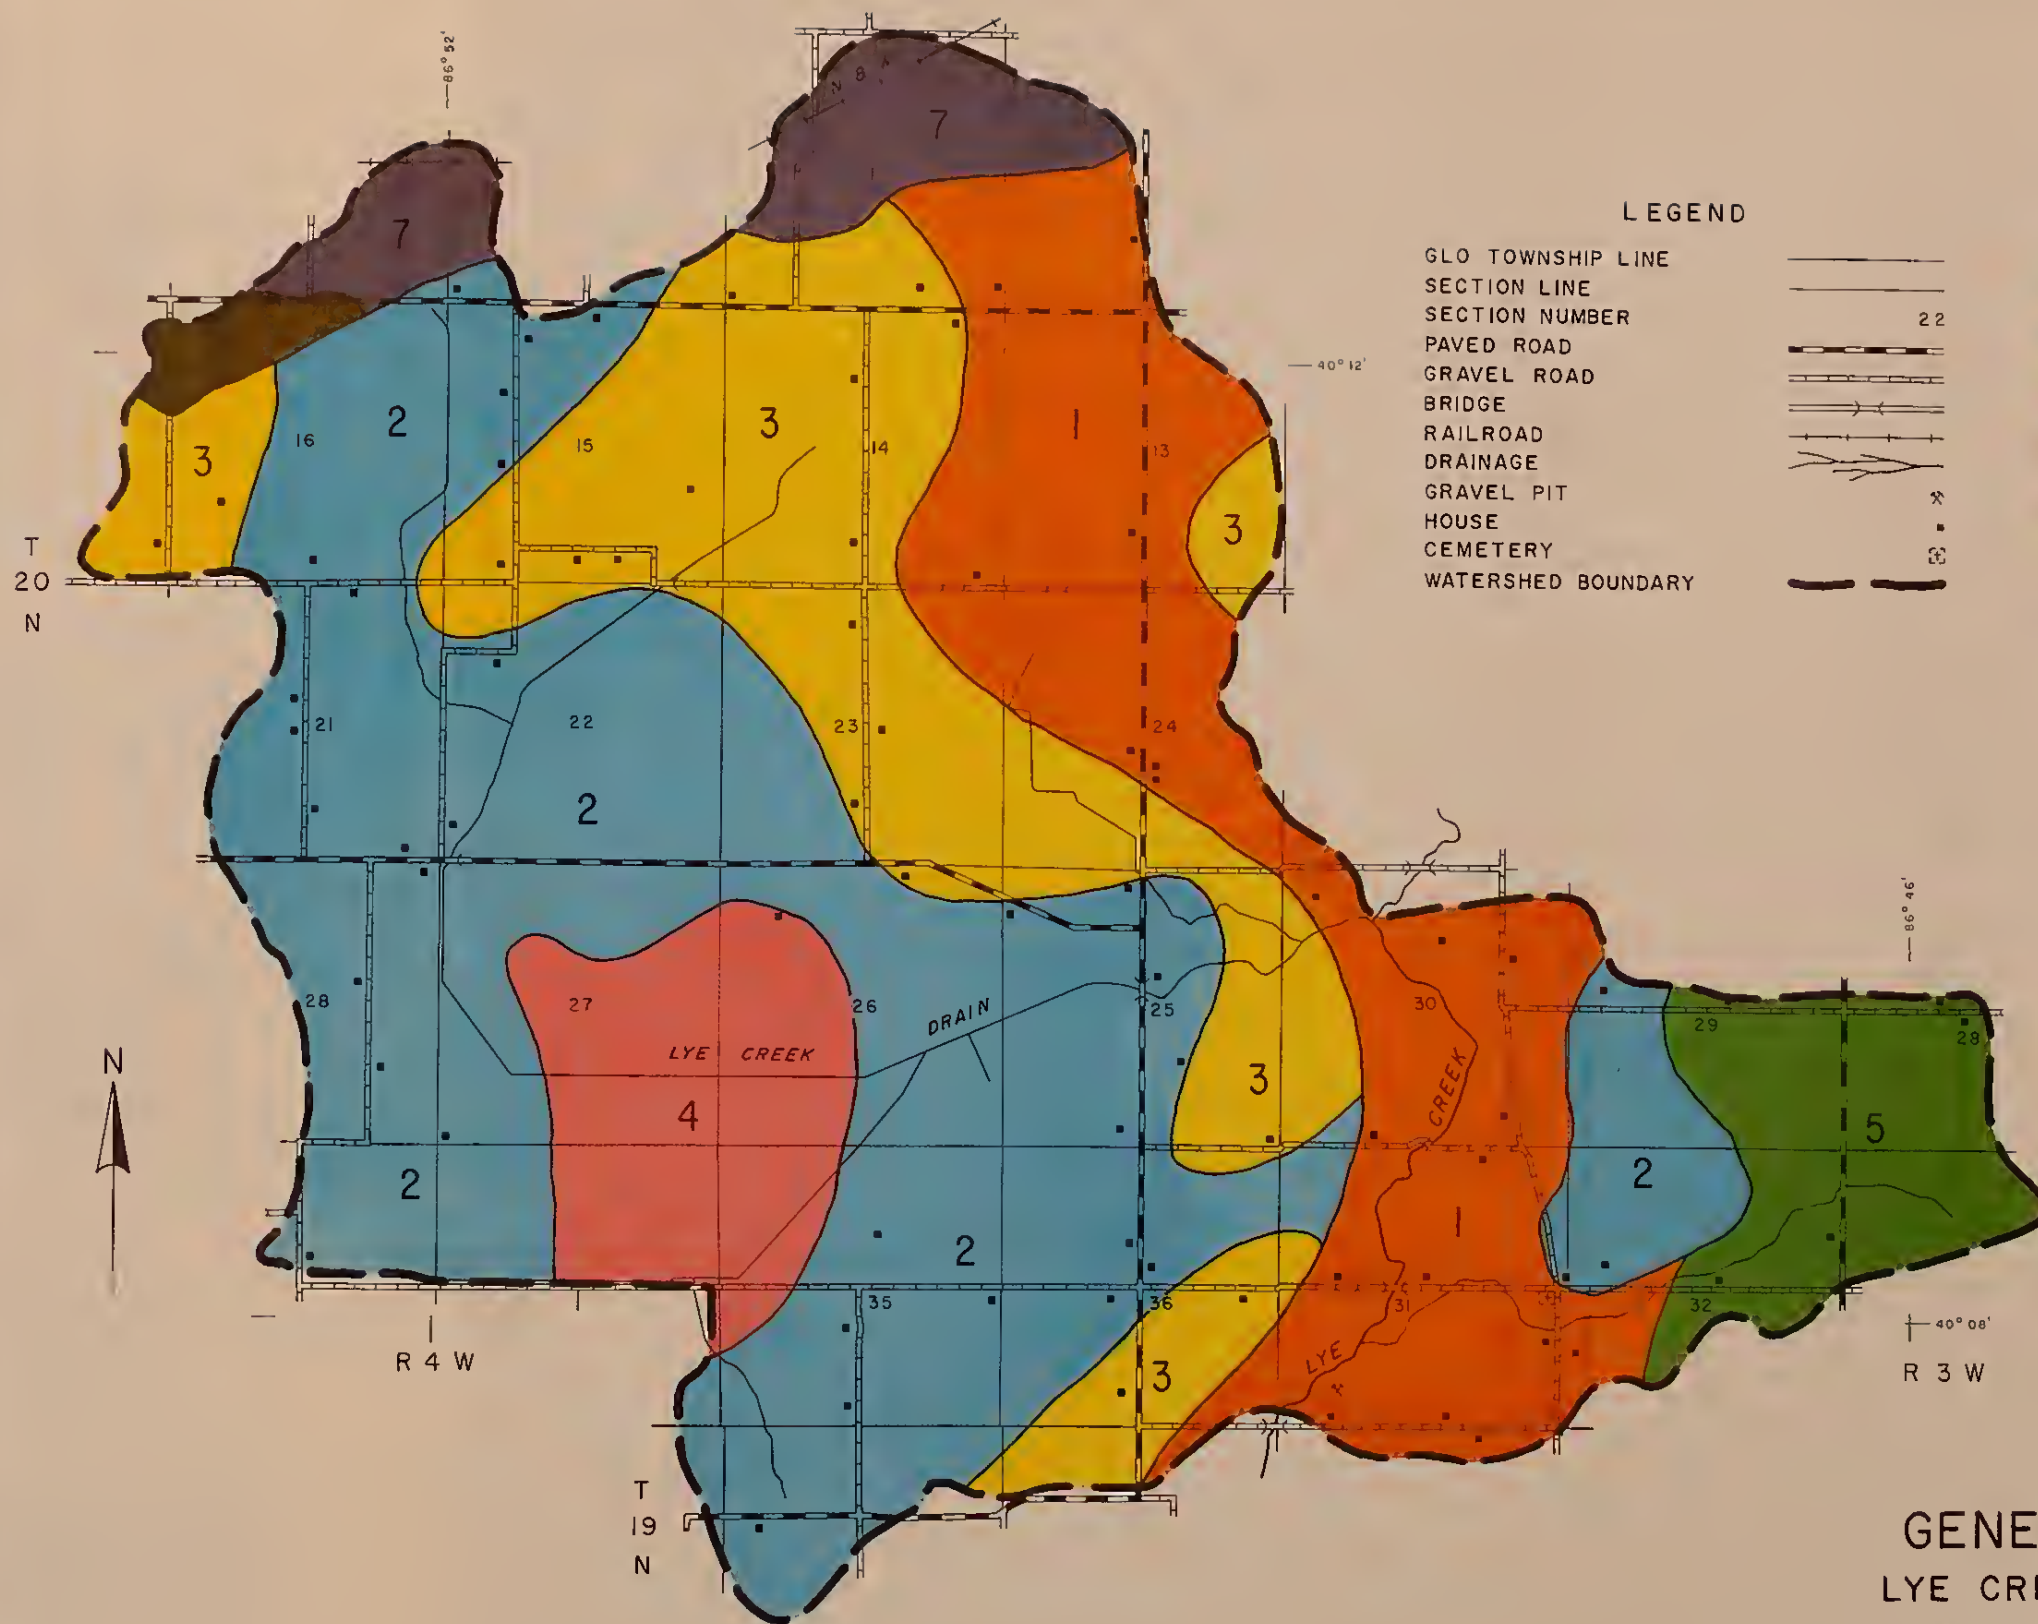 86° 52'
7
7
LEGEND
GLO TOWNSHIP LINE
SECTION LINE
SECTION NUMBER 22
PAVED ROAD
GRAVEL ROAD
BRIDGE
RAILROAD
DRAINAGE
GRAVEL PIT
HOUSE
CEMETERY
WATERSHED BOUNDARY
40° 12'
3 16 2 15 3 14 1 13
3
T
20
N
21 22 23 24
2
86° 46'
28 27 26 25 30 29 28
DRAIN
LYE CREEK
CREEK
N
4 3 5
2 2 2 1
35 36 31 32
LYE
3
40° 08'
R 4 W
R 3 W
T
19
N
GENE
LYE CRE